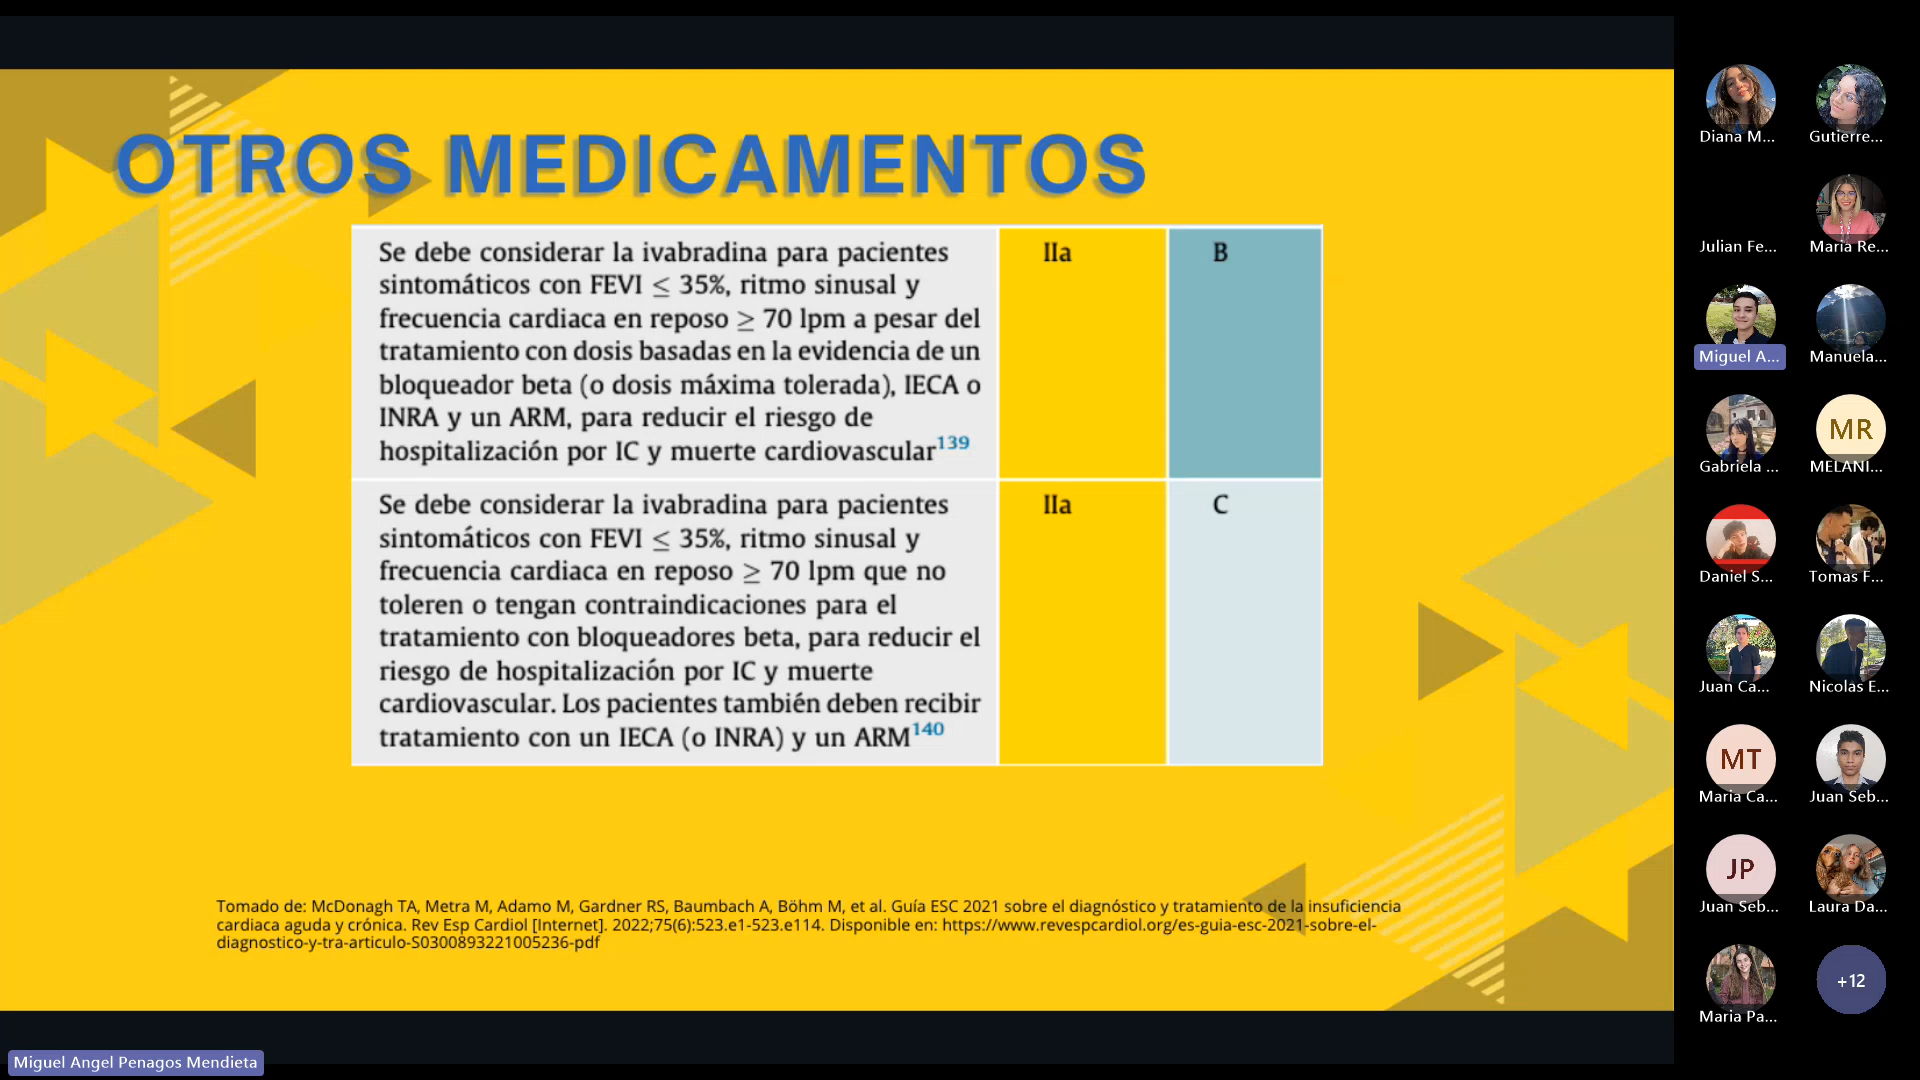 OTROS MEDICAMENTOS
Se debe considerar la ivabradina para pacientes
sintomáticos con FEVI ≤ 35%, ritmo sinusal y
frecuencia cardiaca en reposo ≥ 70 lpm a pesar del
tratamiento con dosis basadas en la evidencia de un
bloqueador beta (o dosis máxima tolerada), IECA o
INRA y un ARM, para reducir el riesgo de
hospitalización por IC y muerte cardiovascular139
IIa
B
Se debe considerar la ivabradina para pacientes
sintomáticos con FEVI ≤ 35%, ritmo sinusal y
frecuencia cardiaca en reposo ≥ 70 lpm que no
toleren o tengan contraindicaciones para el
tratamiento con bloqueadores beta, para reducir el
riesgo de hospitalización por IC y muerte
cardiovascular. Los pacientes también deben recibir
tratamiento con un IECA (o INRA) y un ARM140
IIa
C
Tomado de: McDonagh TA, Metra M, Adamo M, Gardner RS, Baumbach A, Böhm M, et al. Guía ESC 2021 sobre el diagnóstico y tratamiento de la insuficiencia
cardiaca aguda y crónica. Rev Esp Cardiol [Internet]. 2022;75(6):523.e1-523.e114. Disponible en: https://www.revespcardiol.org/es-guia-esc-2021-sobre-el-
diagnostico-y-tra-articulo-S0300893221005236-pdf
Miguel Angel Penagos Mendieta
Diana M...
Gutierre...
Julian Fe...
Maria Re...
Miguel A...
Manuela...
Gabriela ...
MR
MELANI...
Daniel S...
Tomas F...
Juan Ca...
Nicolas E...
MT
Maria Ca...
Juan Seb...
JP
Juan Seb...
Laura Da...
Maria Pa...
+12